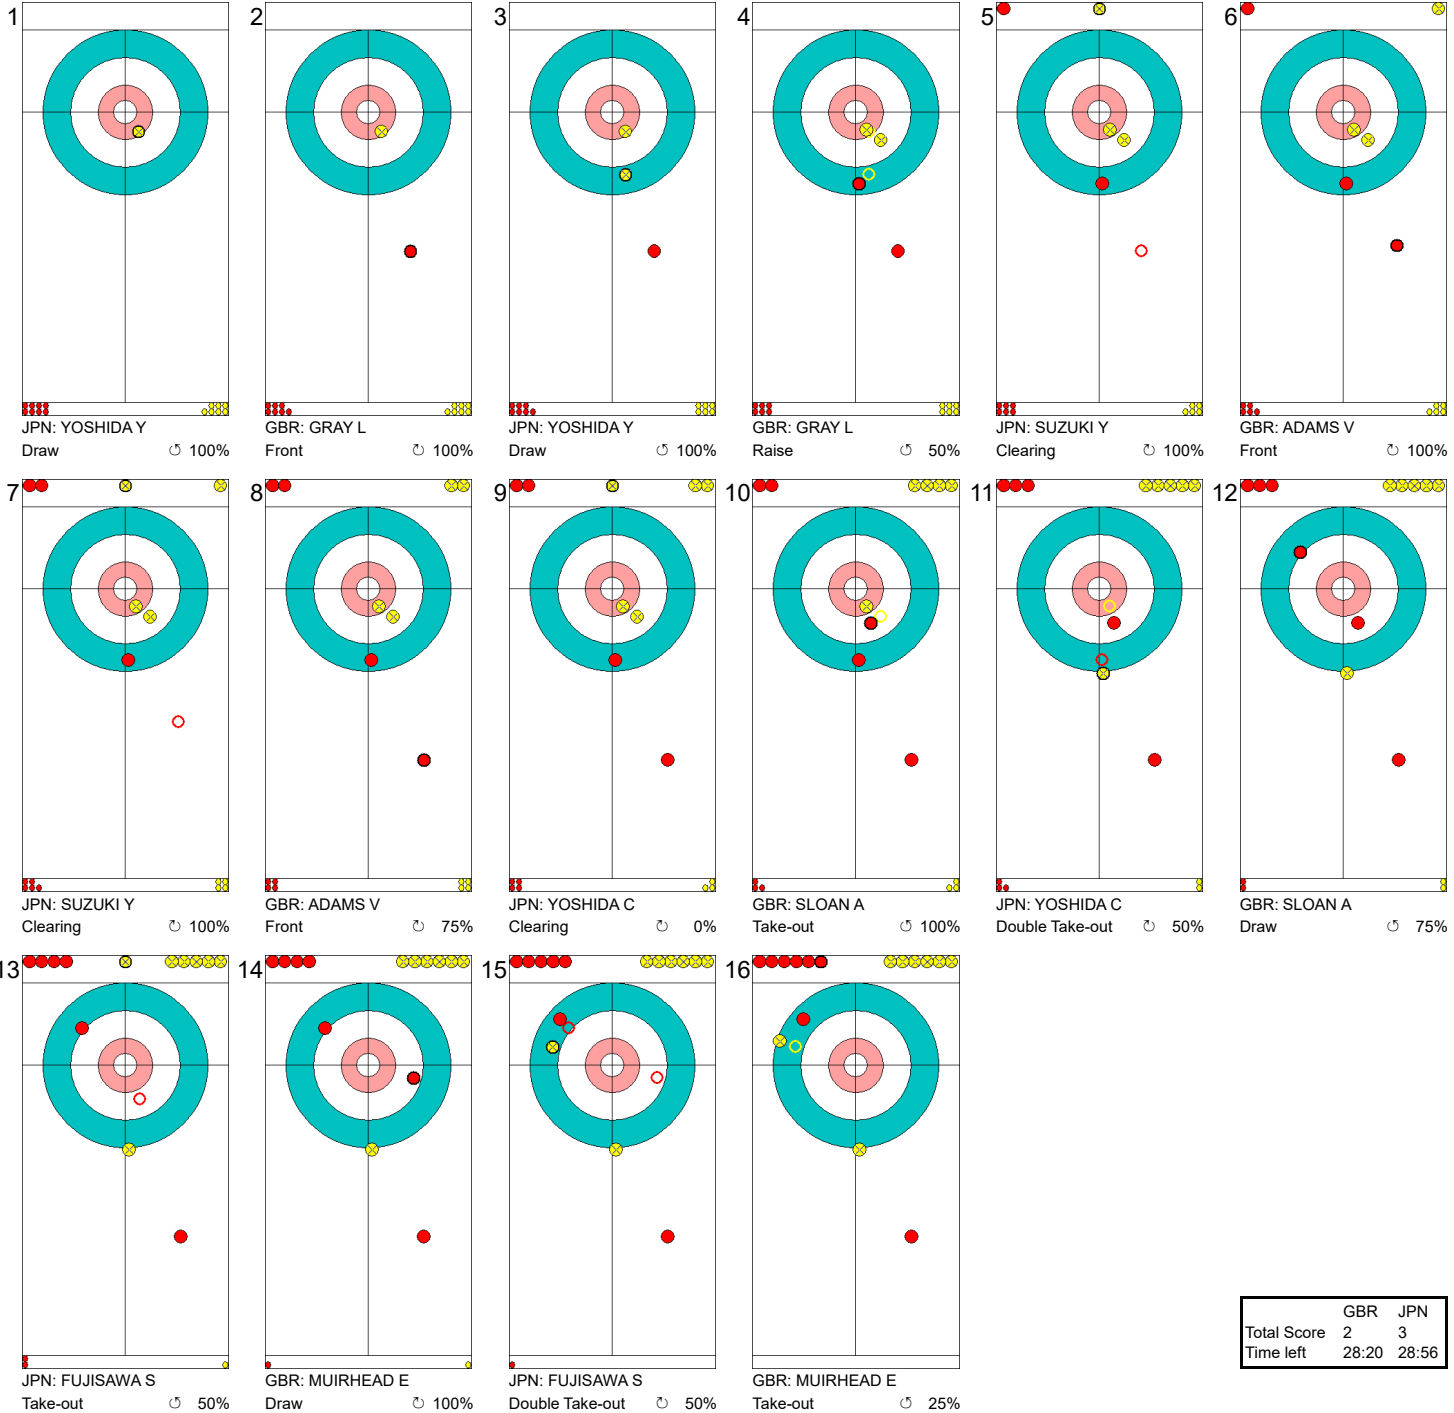 1
JPN: YOSHIDA Y
Draw ↺ 100%
2
GBR: GRAY L
Front ↻ 100%
3
JPN: YOSHIDA Y
Draw ↺ 100%
4
GBR: GRAY L
Raise ↺ 50%
5
JPN: SUZUKI Y
Clearing ↻ 100%
6
GBR: ADAMS V
Front ↻ 100%
7
JPN: SUZUKI Y
Clearing ↻ 100%
8
GBR: ADAMS V
Front ↻ 75%
9
JPN: YOSHIDA C
Clearing ↻ 0%
10
GBR: SLOAN A
Take-out ↻ 100%
11
JPN: YOSHIDA C
Double Take-out ↻ 50%
12
GBR: SLOAN A
Draw ↺ 75%
13
JPN: FUJISAWA S
Take-out ↺ 50%
14
GBR: MUIRHEAD E
Draw ↻ 100%
15
JPN: FUJISAWA S
Double Take-out ↺ 50%
16
GBR: MUIRHEAD E
Take-out ↺ 25%
GBR JPN
Total Score 2 3
Time left 28:20 28:56